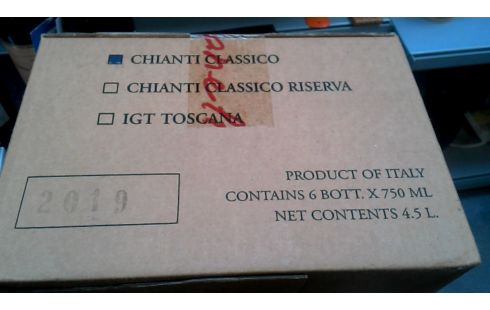 CHIANTI CLASSICO
CHIANTI CLASSICO RISERVA
IGT TOSCANA
2019
PRODUCT OF ITALY
CONTAINS 6 BOTT. X 750 ML
NET CONTENTS 4.5 L.